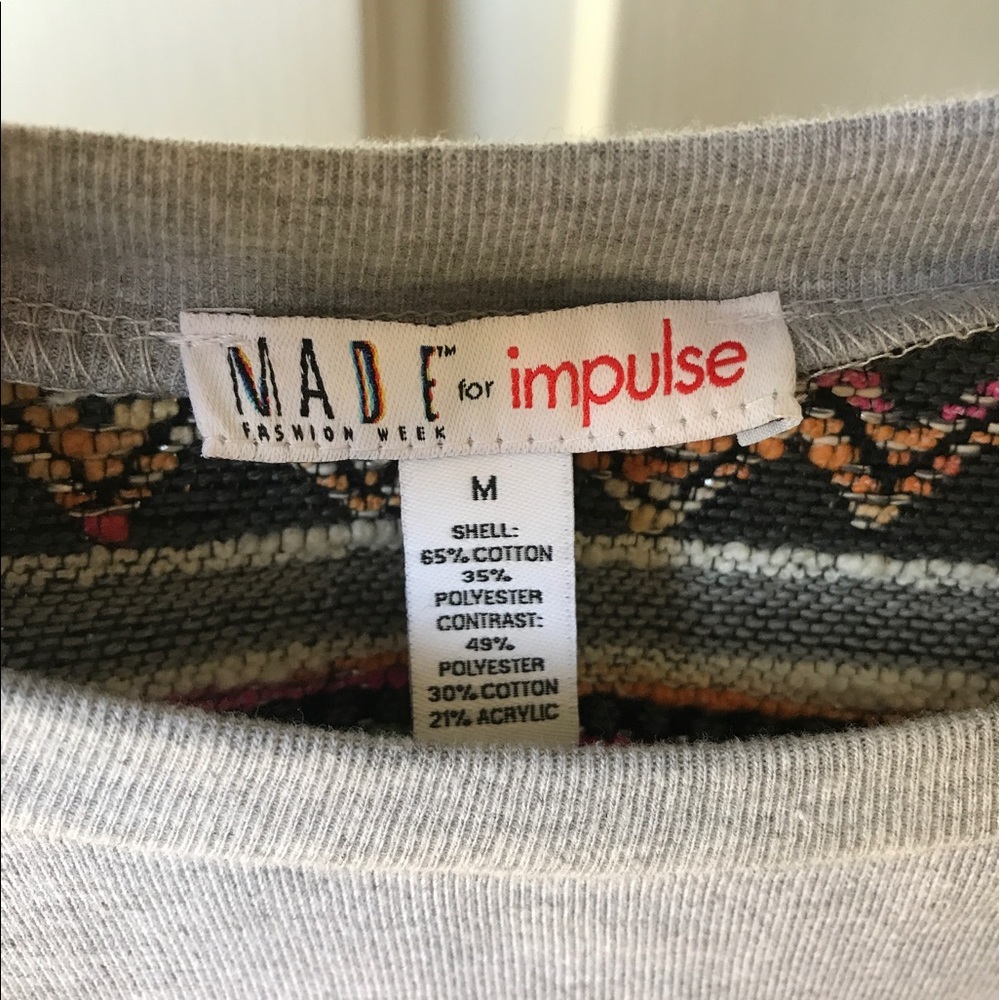 MADE™ for impulse
FASHION WEEK
M
SHELL:
65% COTTON
35%
POLYESTER
CONTRAST:
49%
POLYESTER
30% COTTON
21% ACRYLIC